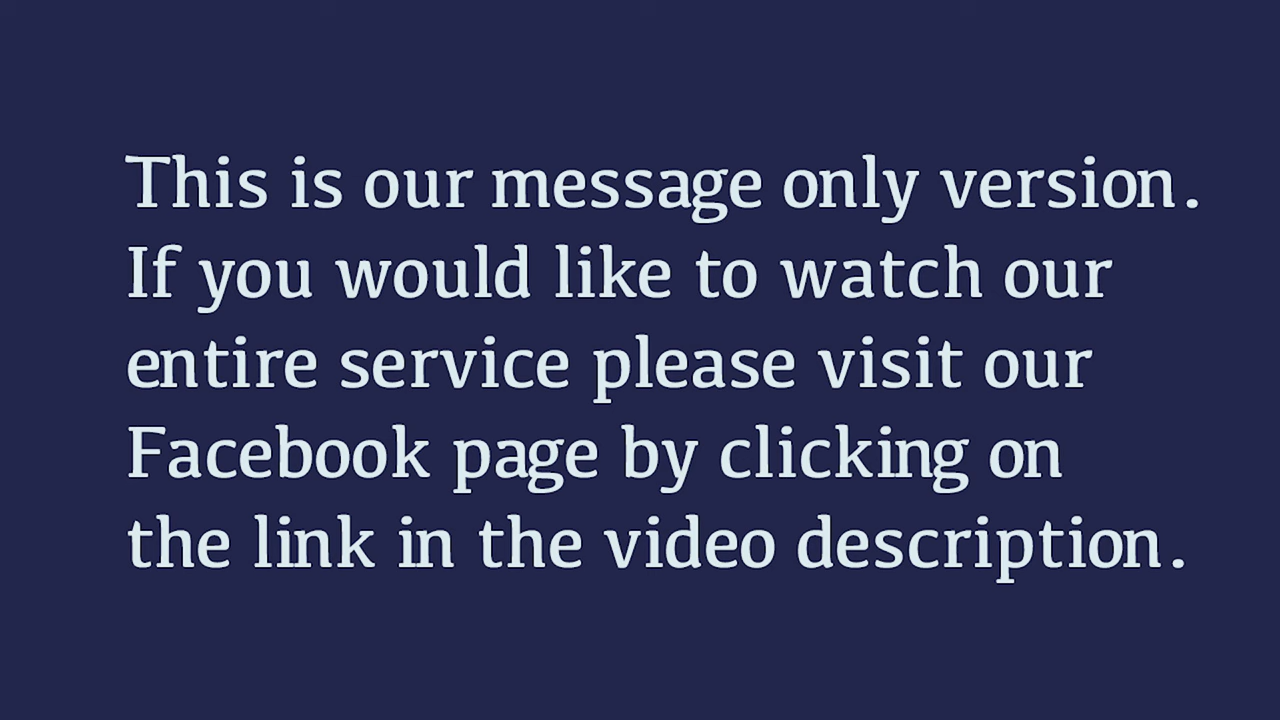 This is our message only version.
If you would like to watch our
entire service please visit our
Facebook page by clicking on
the link in the video description.